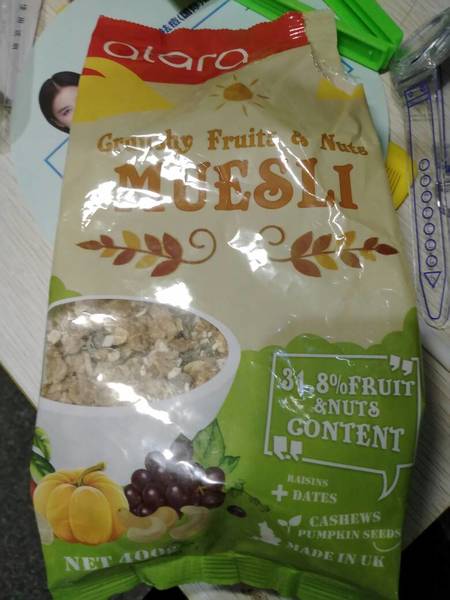 alara
Crunchy Fruits & Nuts
MUESLI
31.8%FRUIT
&NUTS
CONTENT
RAISINS
+ DATES
CASHEWS
PUMPKIN SEEDS
MADE IN UK
NET 400g